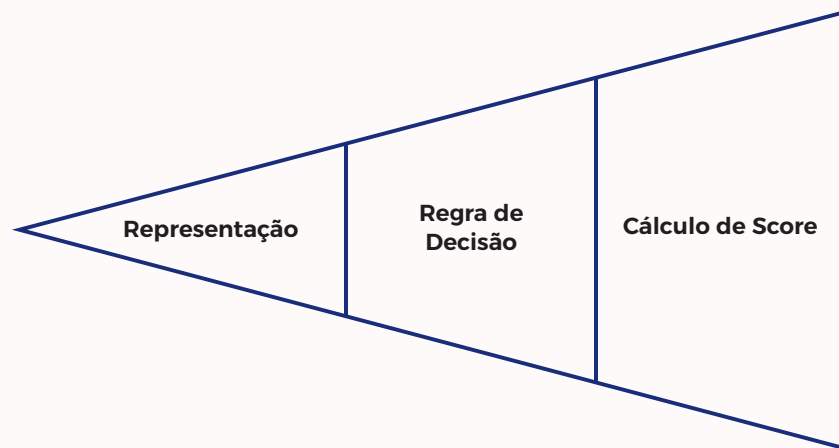 Representação
Regra de
Decisão
Cálculo de Score